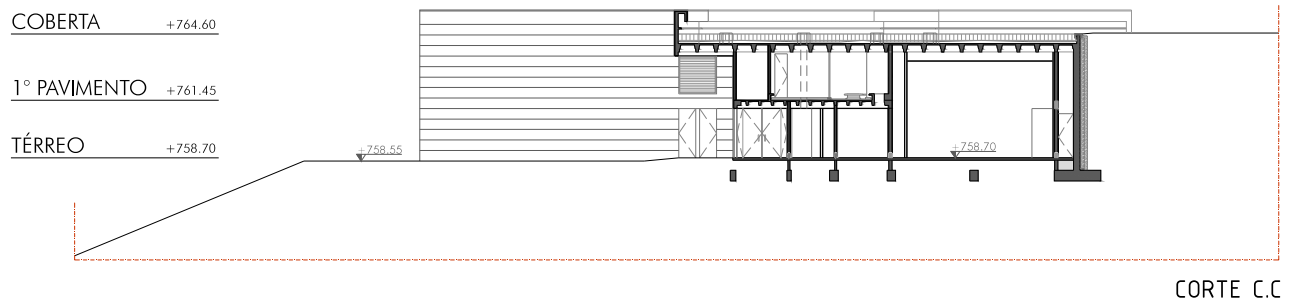 COBERTA +764.60
1° PAVIMENTO +761.45
TÉRREO +758.70
+758.55
+758.70
CORTE C.C